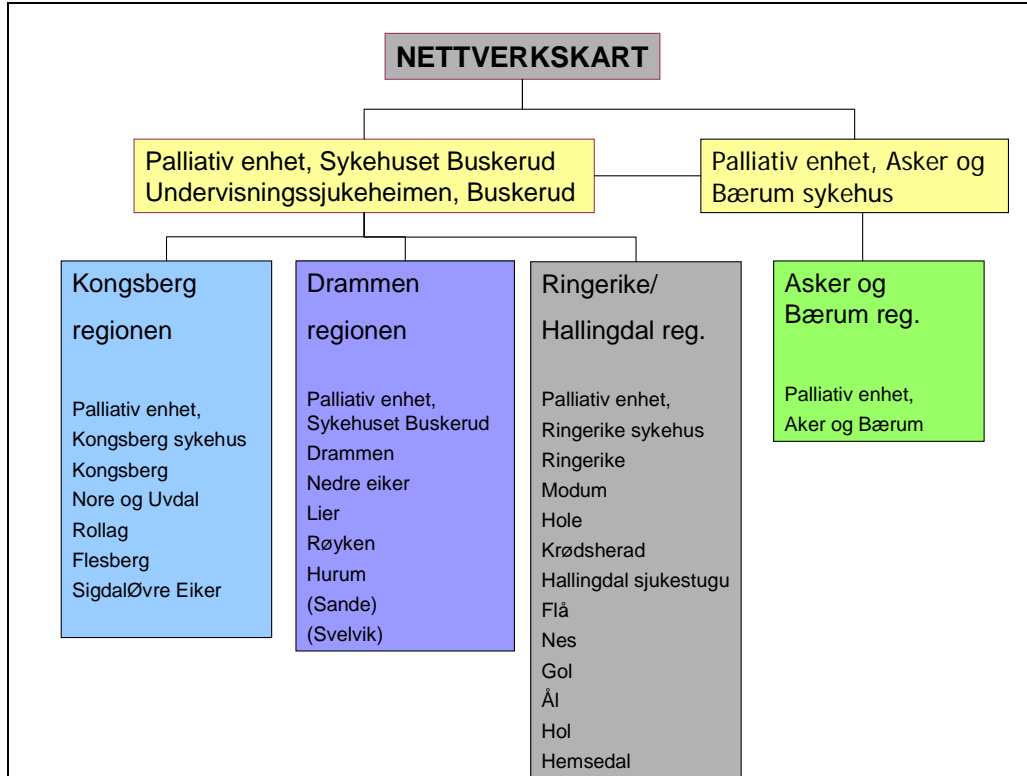 NETTVERKSKART
Palliativ enhet, Sykehuset Buskerud
Undervisningssjukeheimen, Buskerud
Palliativ enhet, Asker og
Bærum sykehus
Kongsberg
regionen
Palliativ enhet,
Kongsberg sykehus
Kongsberg
Nore og Uvdal
Rollag
Flesberg
SigdalØvre Eiker
Drammen
regionen
Palliativ enhet,
Sykehuset Buskerud
Drammen
Nedre eiker
Lier
Røyken
Hurum
(Sande)
(Svelvik)
Ringerike/
Hallingdal reg.
Palliativ enhet,
Ringerike sykehus
Ringerike
Modum
Hole
Krødsherad
Hallingdal sjukestugu
Flå
Nes
Gol
Ål
Hol
Hemsedal
Asker og
Bærum reg.
Palliativ enhet,
Aker og Bærum